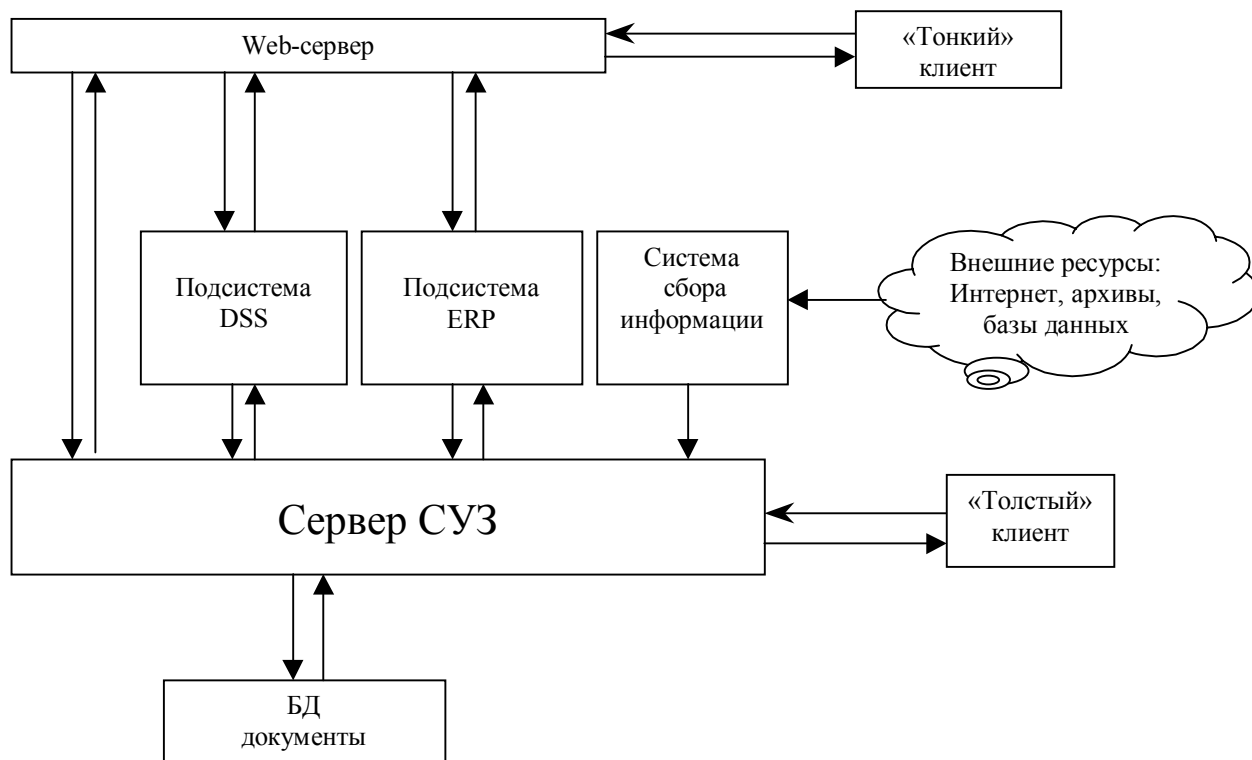 Web-сервер
«Тонкий»
клиент
Подсистема
DSS
Подсистема
ERP
Система
сбора
информации
Внешние ресурсы:
Интернет, архивы,
базы данных
Сервер СУЗ
«Толстый»
клиент
БД
документы